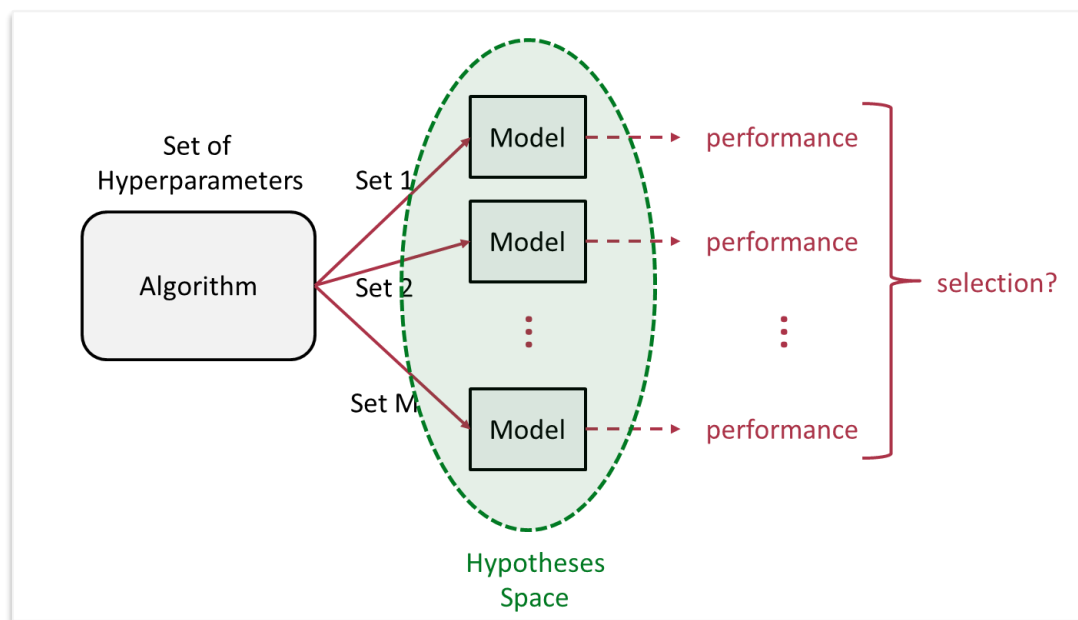 Set of
Hyperparameters
Algorithm
Set 1
Set 2
Set M
Model
Model
Model
performance
performance
performance
selection?
Hypotheses
Space